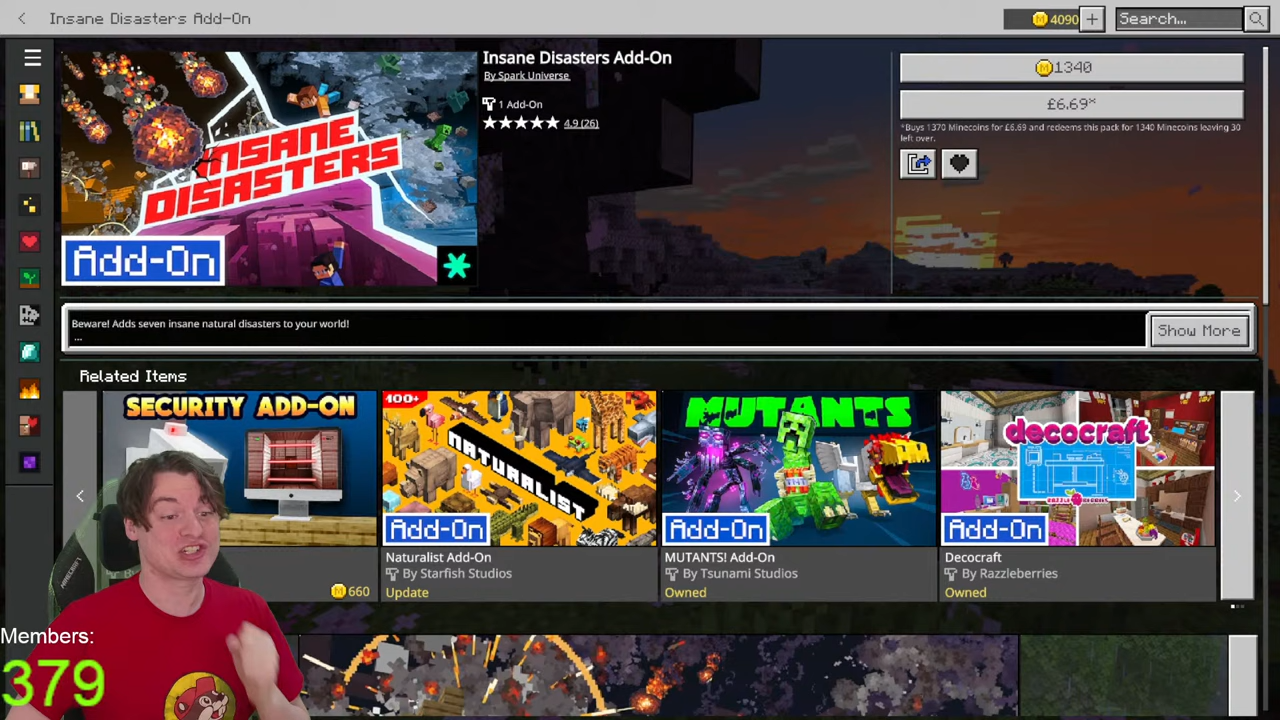 Insane Disasters Add-On
4090
Search...
INSANE
DISASTERS
Add-On
Insane Disasters Add-On
By Spark Universe
1 Add-On
4.9 (26)
1340
£6.69*
*Buys 1370 Minecoins for £6.69 and redeems this pack for 1340 Minecoins leaving 30
left over.
Beware! Adds seven insane natural disasters to your world!
...
Show More
Related Items
SECURITY ADD-ON
660
100+
NATURALIST
Add-On
Naturalist Add-On
By Starfish Studios
Update
MUTANTS
Add-On
MUTANTS! Add-On
By Tsunami Studios
Owned
decocraft
Add-On
Decocraft
By Razzleberries
Owned
Members:
379